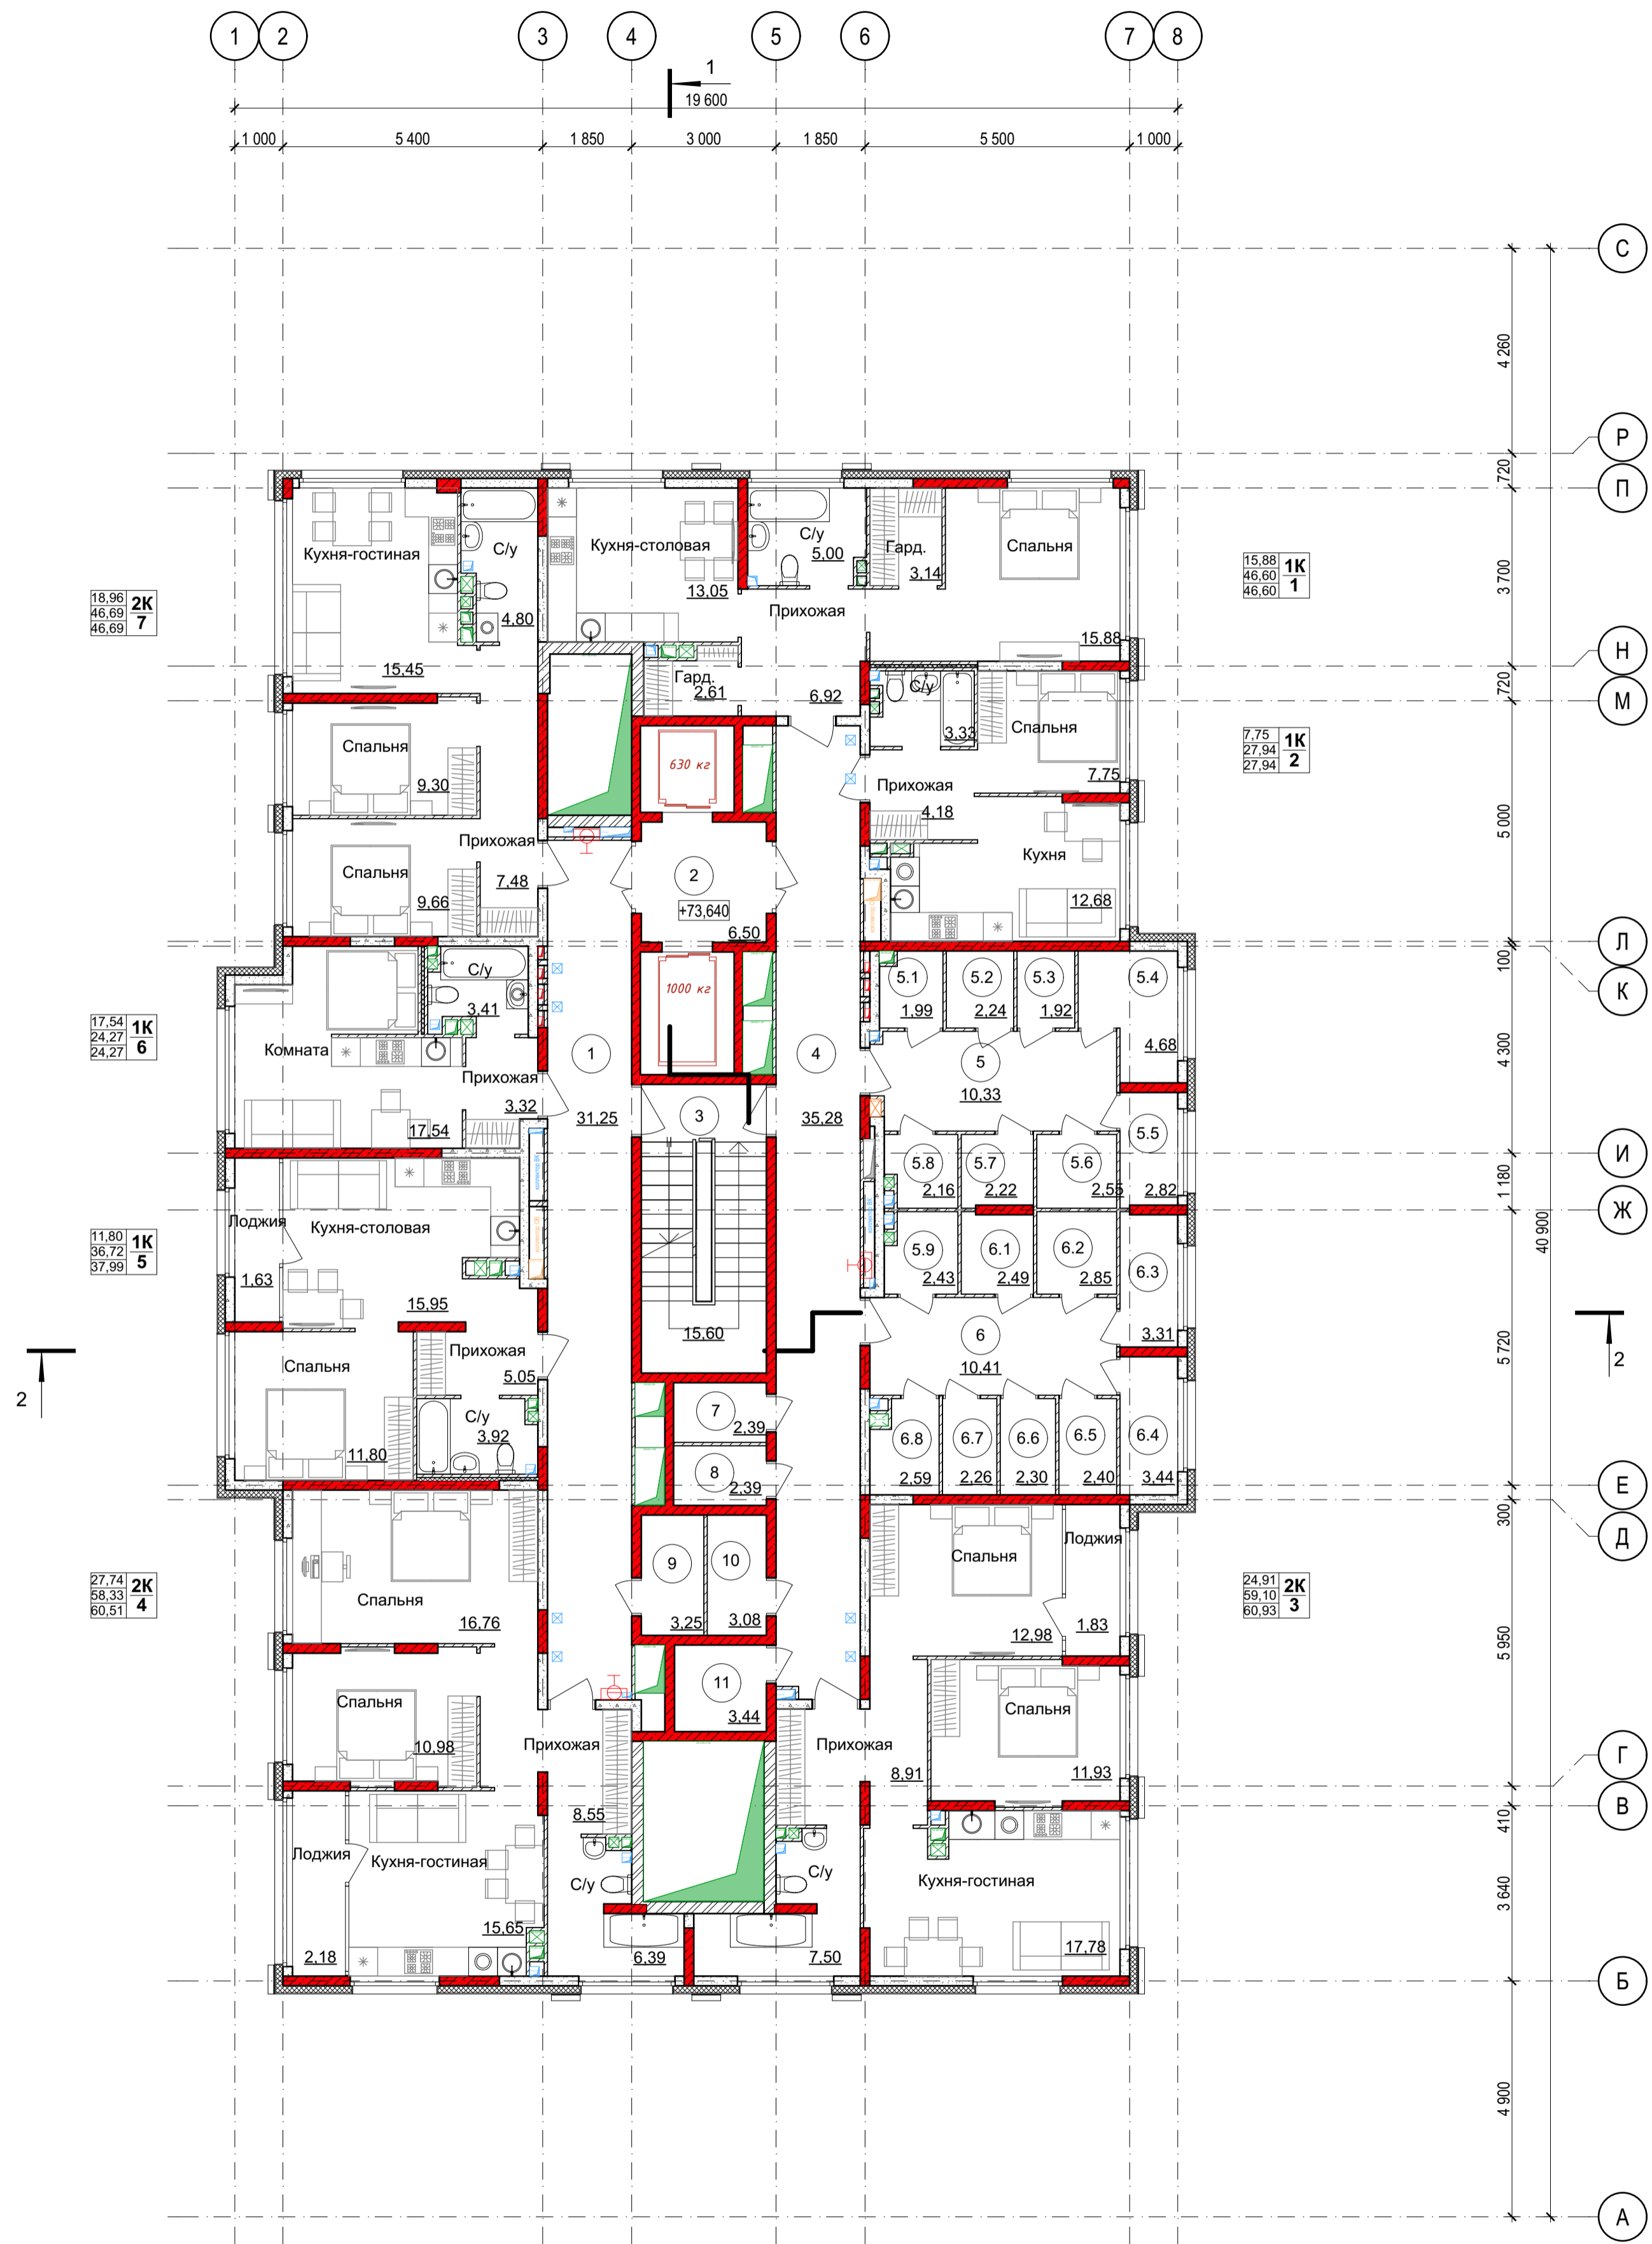 1 2 3 4 5 6 7 8
1
19 600
1 000 5 400 1 850 3 000 1 850 5 500 1 000
С
4 260
Р
720
П
Кухня-гостиная
С/у
Кухня-столовая
С/у
5,00
Гард.
3,14
Спальня
15,88 1К
46,60
46,60 1
3 700
18,96 2К
46,69
46,69 7
4,80
13,05
Прихожая
15,88
15,45
Гард.
2,61
6,92
Н
720
М
С/у
3,33
Спальня
7,75
7,75 1К
27,94
27,94 2
Спальня
9,30
630 кг
Прихожая
4,18
5 000
Прихожая
Спальня
9,66
7,48
2
+73,640
6,50
Кухня
12,68
Л
100
К
С/у
3,41
1000 кг
5.1 5.2 5.3 5.4
1,99 2,24 1,92
4,68
17,54 1К
24,27
24,27 6
Комната
Прихожая
3,32
17,54
1
31,25
3
4
35,28
5
10,33
4 300
5.5
И
5.8 5.7 5.6
2,16 2,22 2,55 2,82
1 180
Ж
40 900
11,80 1К
36,72
37,99 5
Лоджия
1,63
Кухня-столовая
15,95
5.9 6.1 6.2 6.3
2,43 2,49 2,85
15,60
6
10,41
3,31
5 720
2
2
Спальня
11,80
Прихожая
5,05
С/у
3,92
7
2,39
8
2,39
6.8 6.7 6.6 6.5 6.4
2,59 2,26 2,30 2,40 3,44
Е
300
Д
27,74 2К
58,33
60,51 4
Спальня
16,76
9
3,25
10
3,08
Спальня
12,98
Лоджия
1,83
24,91 2К
59,10
60,93 3
5 950
Спальня
10,98
11
3,44
Спальня
11,93
Прихожая
8,55
Прихожая
8,91
Г
В
410
Лоджия
2,18
Кухня-гостиная
15,65
С/у
6,39
С/у
7,50
Кухня-гостиная
17,78
3 640
Б
4 900
А